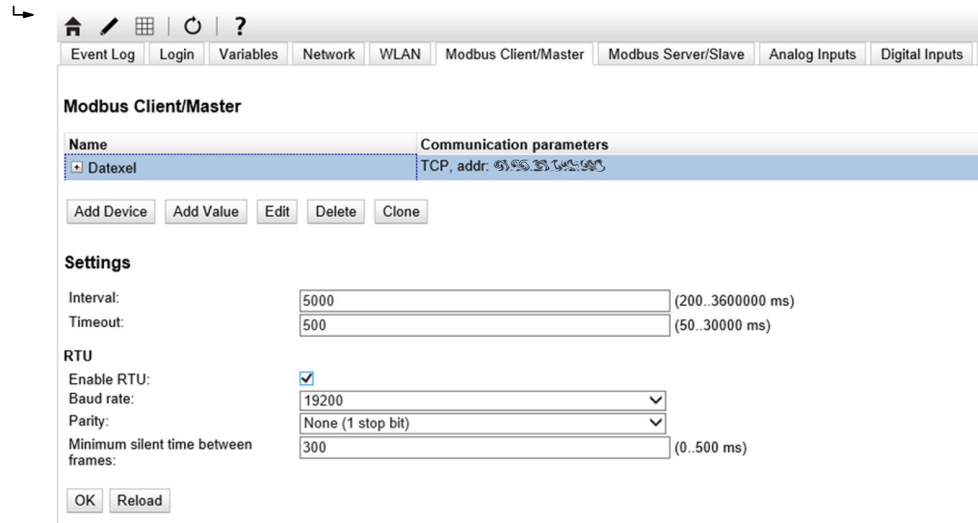 ?
Event Log Login Variables Network WLAN Modbus Client/Master Modbus Server/Slave Analog Inputs Digital Inputs
Modbus Client/Master
Name Communication parameters
Datexel TCP, addr:
Add Device Add Value Edit Delete Clone
Settings
Interval: 5000 (200..3600000 ms)
Timeout: 500 (50..30000 ms)
RTU
Enable RTU:
Baud rate: 19200
Parity: None (1 stop bit)
Minimum silent time between
frames: 300 (0..500 ms)
OK Reload